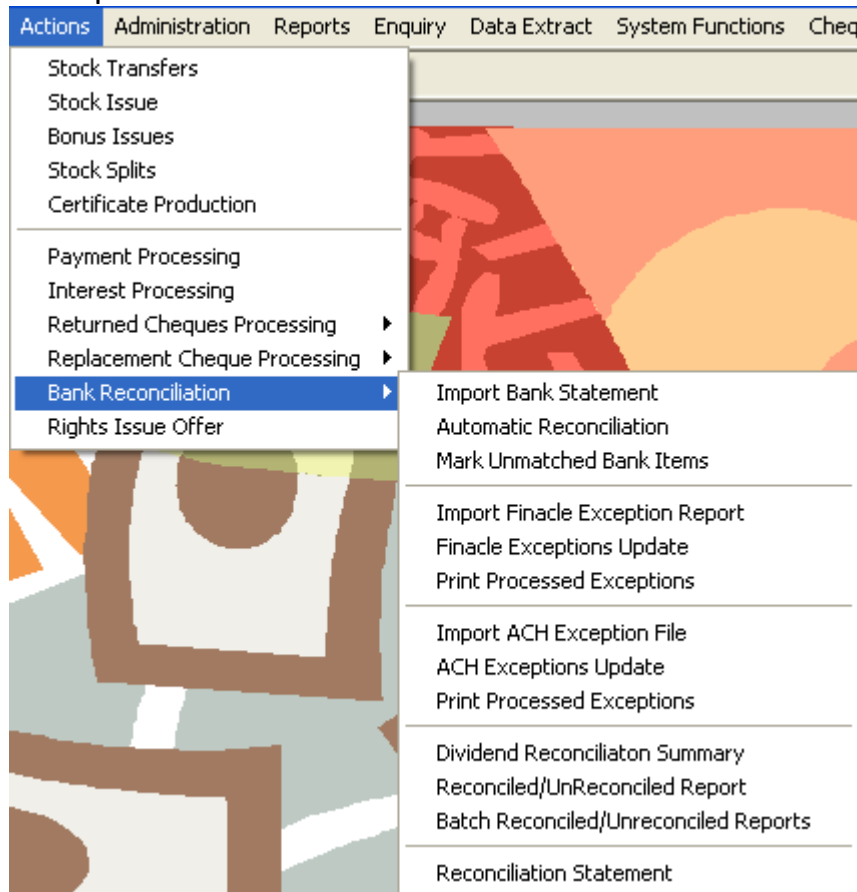 Actions Administration Reports Enquiry Data Extract System Functions Cheq
Stock Transfers
Stock Issue
Bonus Issues
Stock Splits
Certificate Production
Payment Processing
Interest Processing
Returned Cheques Processing
Replacement Cheque Processing
Bank Reconciliation
Rights Issue Offer
Import Bank Statement
Automatic Reconciliation
Mark Unmatched Bank Items
Import Finacle Exception Report
Finacle Exceptions Update
Print Processed Exceptions
Import ACH Exception File
ACH Exceptions Update
Print Processed Exceptions
Dividend Reconciliaton Summary
Reconciled/UnReconciled Report
Batch Reconciled/Unreconciled Reports
Reconciliation Statement